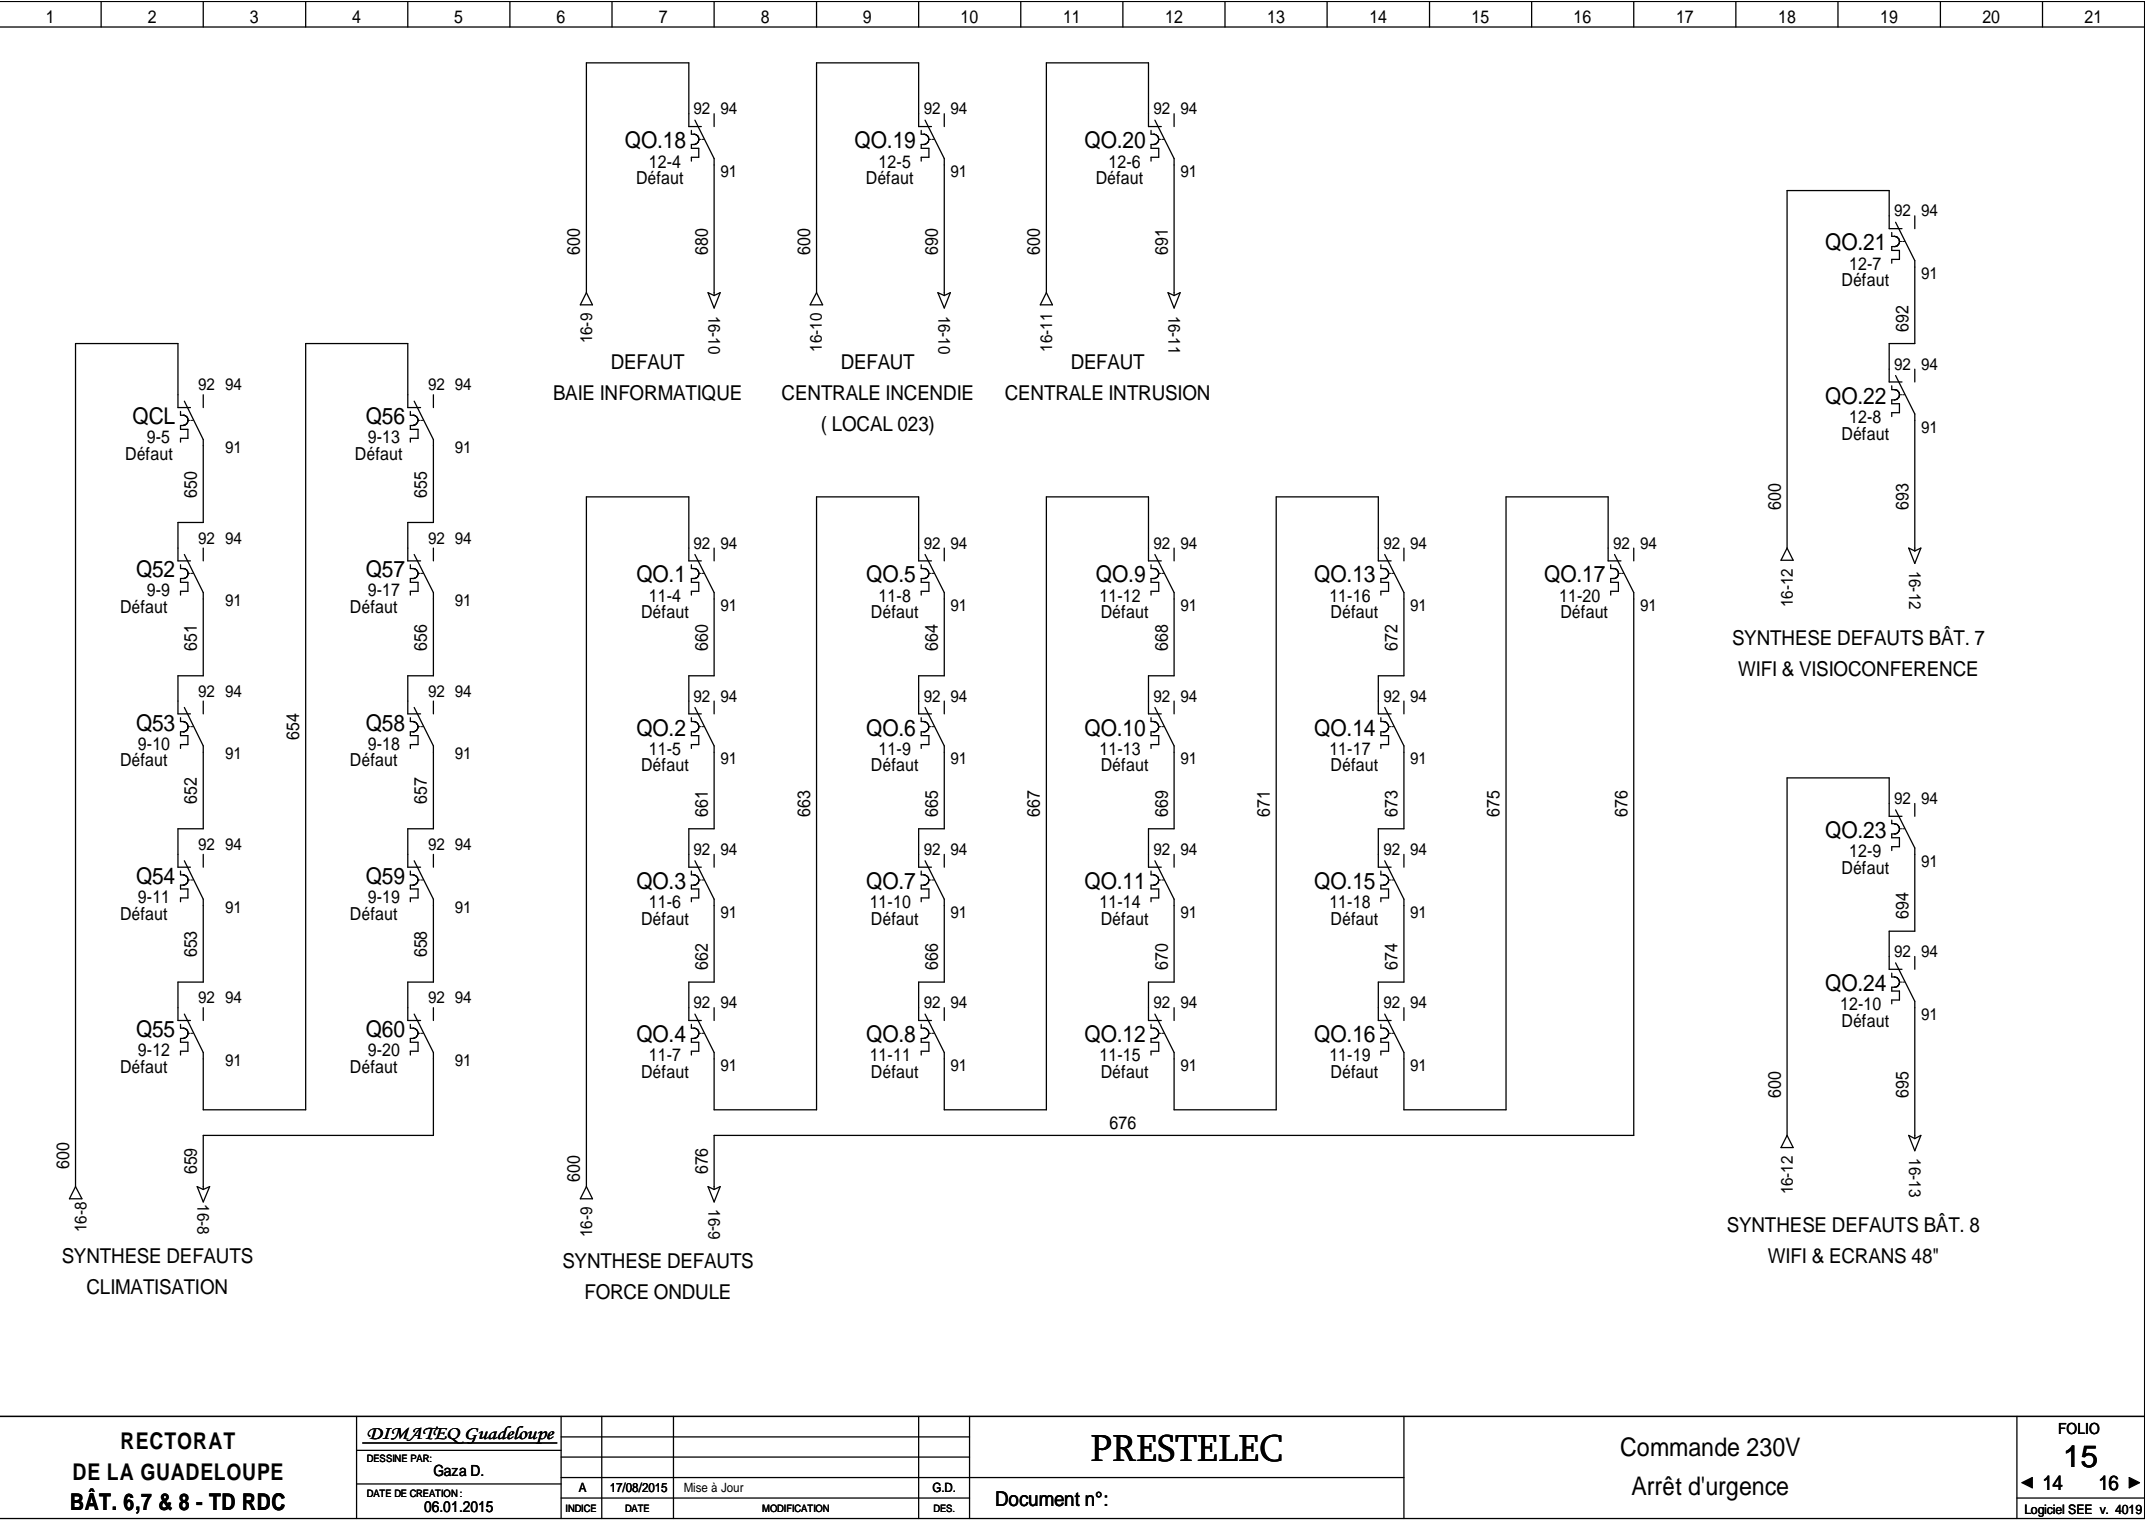 1 2 3 4 5 6 7 8 9 10 11 12 13 14 15 16 17 18 19 20 21
92 94
QO.18
12-4
Défaut
91
600
680
16-9
16-10
DEFAUT
BAIE INFORMATIQUE
92 94
QO.19
12-5
Défaut
91
600
690
16-10
16-10
DEFAUT
CENTRALE INCENDIE
( LOCAL 023)
92 94
QO.20
12-6
Défaut
91
600
691
16-11
16-11
DEFAUT
CENTRALE INTRUSION
92 94
QO.21
12-7
Défaut
91
692
92 94
QO.22
12-8
Défaut
91
600
693
16-12
16-12
SYNTHESE DEFAUTS BÂT. 7
WIFI & VISIOCONFERENCE
92 94
QCL
9-5
Défaut
91
650
92 94
Q52
9-9
Défaut
91
651
92 94
Q53
9-10
Défaut
91
652
92 94
Q54
9-11
Défaut
91
653
92 94
Q55
9-12
Défaut
91
654
92 94
Q56
9-13
Défaut
91
655
92 94
Q57
9-17
Défaut
91
656
92 94
Q58
9-18
Défaut
91
657
92 94
Q59
9-19
Défaut
91
658
92 94
Q60
9-20
Défaut
91
600
659
16-8
16-8
SYNTHESE DEFAUTS
CLIMATISATION
92 94
QO.1
11-4
Défaut
91
660
92 94
QO.2
11-5
Défaut
91
661
92 94
QO.3
11-6
Défaut
91
662
92 94
QO.4
11-7
Défaut
91
663
92 94
QO.5
11-8
Défaut
91
664
92 94
QO.6
11-9
Défaut
91
665
92 94
QO.7
11-10
Défaut
91
666
92 94
QO.8
11-11
Défaut
91
667
92 94
QO.9
11-12
Défaut
91
668
92 94
QO.10
11-13
Défaut
91
669
92 94
QO.11
11-14
Défaut
91
670
92 94
QO.12
11-15
Défaut
91
671
92 94
QO.13
11-16
Défaut
91
672
92 94
QO.14
11-17
Défaut
91
673
92 94
QO.15
11-18
Défaut
91
674
92 94
QO.16
11-19
Défaut
91
675
92 94
QO.17
11-20
Défaut
91
676
676
600
676
16-9
16-9
SYNTHESE DEFAUTS
FORCE ONDULE
92 94
QO.23
12-9
Défaut
91
694
92 94
QO.24
12-10
Défaut
91
600
695
16-12
16-13
SYNTHESE DEFAUTS BÂT. 8
WIFI & ECRANS 48"
RECTORAT
DE LA GUADELOUPE
BÂT. 6,7 & 8 - TD RDC
DIMATEQ Guadeloupe
DESSINE PAR:
Gaza D.
DATE DE CREATION :
06.01.2015
A 17/08/2015 Mise à Jour G.D.
INDICE DATE MODIFICATION DES.
PRESTELEC
Document n°:
Commande 230V
Arrêt d'urgence
FOLIO
15
◄ 14 16 ►
Logiciel SEE v. 4019